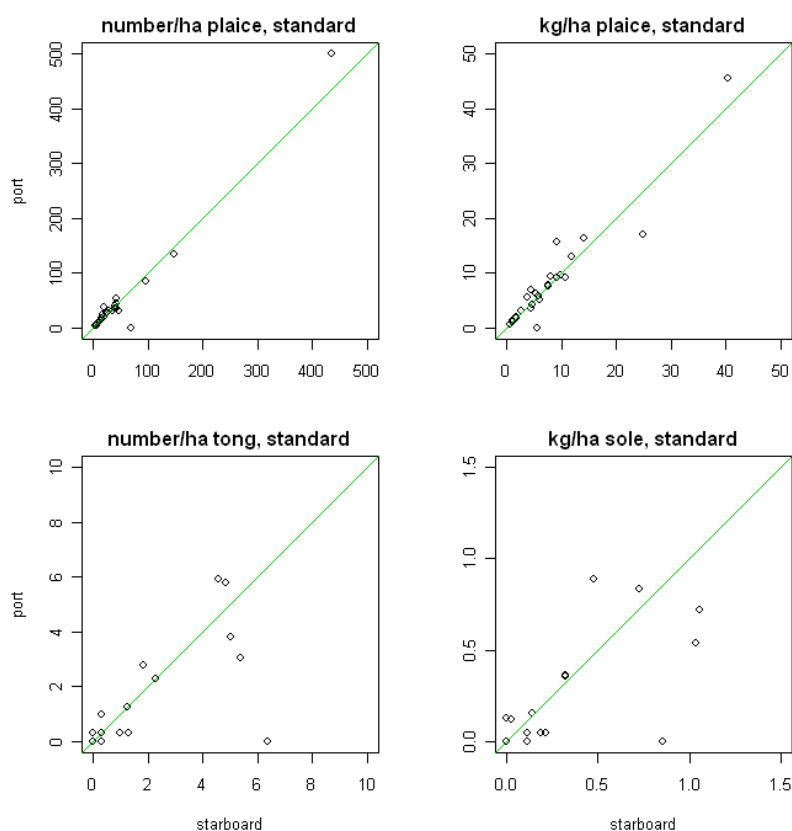 number/ha plaice, standard
kg/ha plaice, standard
port
0 100 200 300 400 500
0 100 200 300 400 500
0 10 20 30 40 50
0 10 20 30 40 50
number/ha tong, standard
kg/ha sole, standard
port
0 2 4 6 8 10
0 2 4 6 8 10
starboard
0.0 0.5 1.0 1.5
0.0 0.5 1.0 1.5
starboard